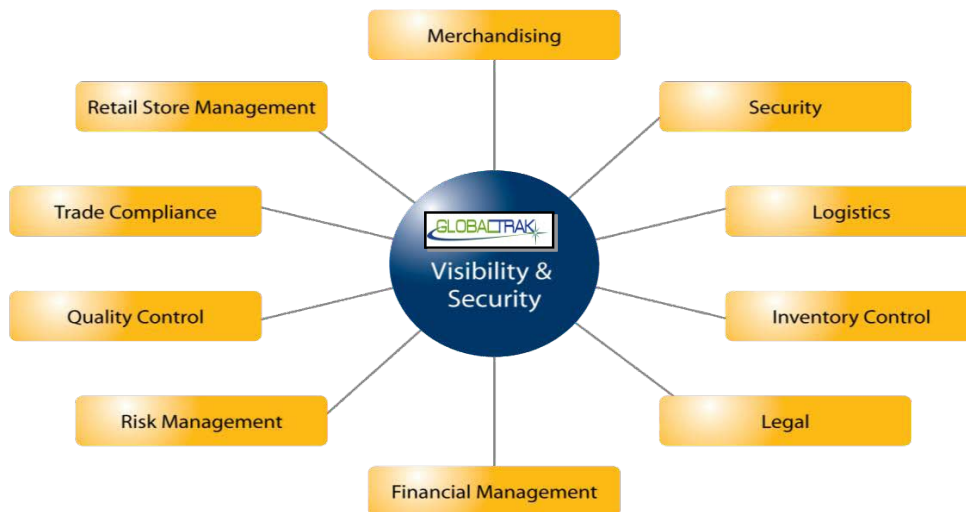 Merchandising
Retail Store Management
Security
Trade Compliance
GLOBALTRAK
Visibility &
Security
Logistics
Quality Control
Inventory Control
Risk Management
Legal
Financial Management